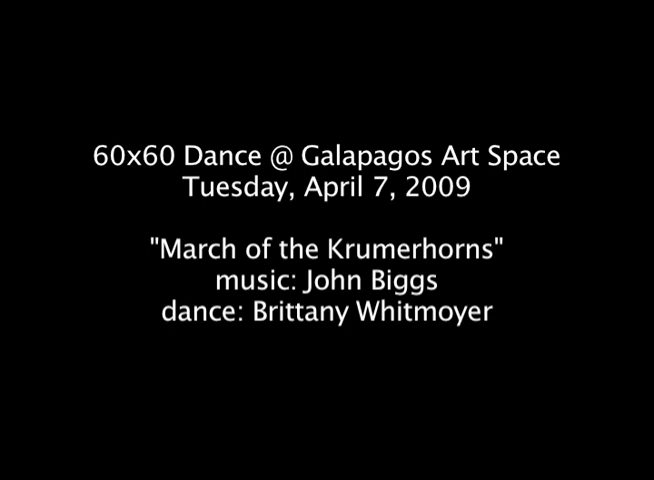 60x60 Dance @ Galapagos Art Space
Tuesday, April 7, 2009
"March of the Krumerhorns"
music: John Biggs
dance: Brittany Whitmoyer